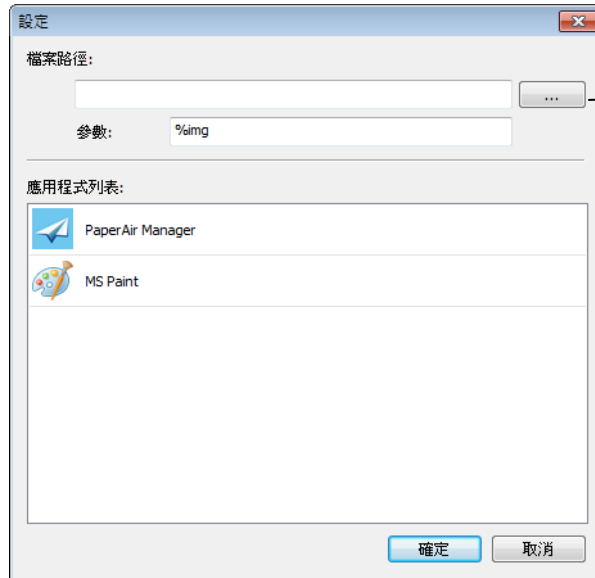 設定
檔案路徑:
...
參數: %img
應用程式列表:
PaperAir Manager
MS Paint
確定 取消